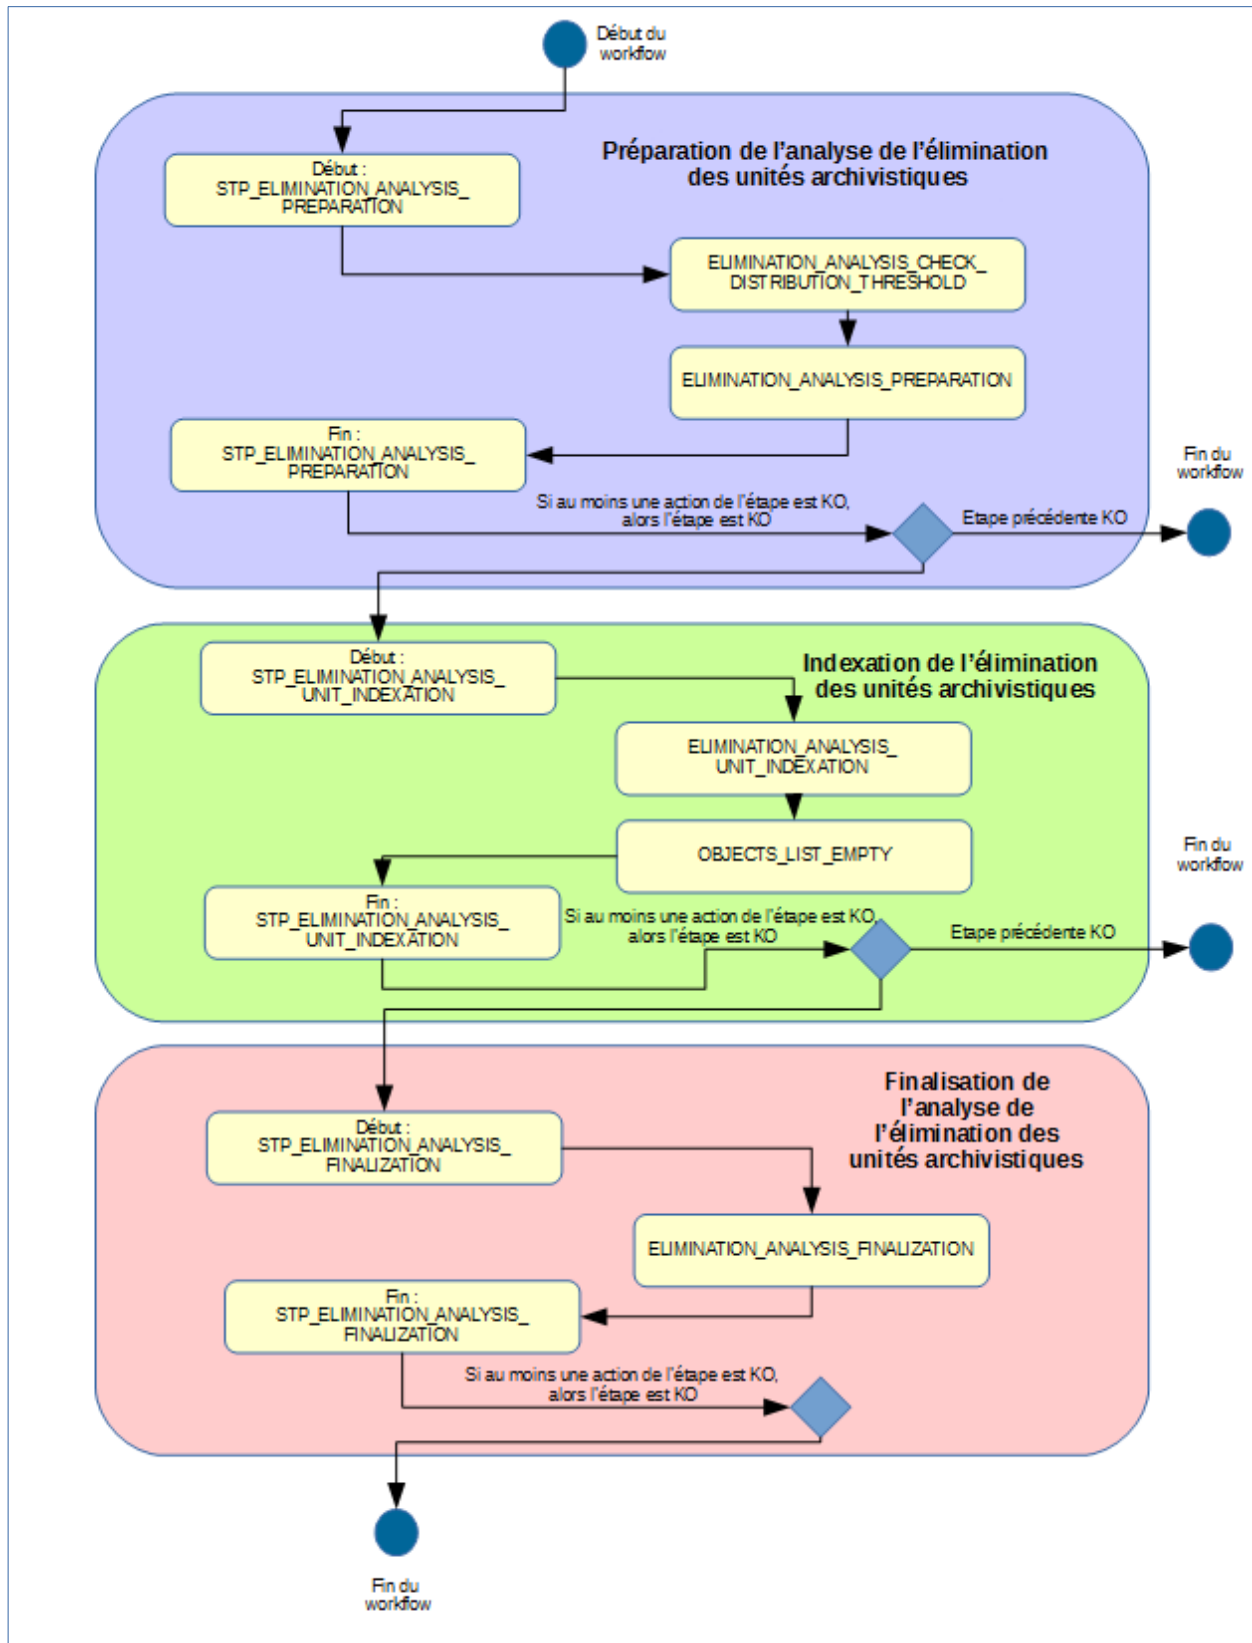 Début du
workflow
Préparation de l'analyse de l'élimination
des unités archivistiques
Début :
STP_ELIMINATION_ANALYSIS_
PREPARATION
ELIMINATION_ANALYSIS_CHECK_
DISTRIBUTION_THRESHOLD
ELIMINATION_ANALYSIS_PREPARATION
Fin :
STP_ELIMINATION_ANALYSIS_
PREPARATION
Si au moins une action de l'étape est KO,
alors l'étape est KO
Etape précédente KO
Fin du
workflow
Début :
STP_ELIMINATION_ANALYSIS_
UNIT_INDEXATION
Indexation de l'élimination
des unités archivistiques
ELIMINATION_ANALYSIS_
UNIT_INDEXATION
OBJECTS_LIST_EMPTY
Fin :
STP_ELIMINATION_ANALYSIS_
UNIT_INDEXATION
Si au moins une action de l'étape est KO,
alors l'étape est KO
Etape précédente KO
Fin du
workflow
Finalisation de
l'analyse de
l'élimination des
unités archivistiques
Début :
STP_ELIMINATION_ANALYSIS_
FINALIZATION
ELIMINATION_ANALYSIS_FINALIZATION
Fin :
STP_ELIMINATION_ANALYSIS_
FINALIZATION
Si au moins une action de l'étape est KO,
alors l'étape est KO
Fin du
workflow